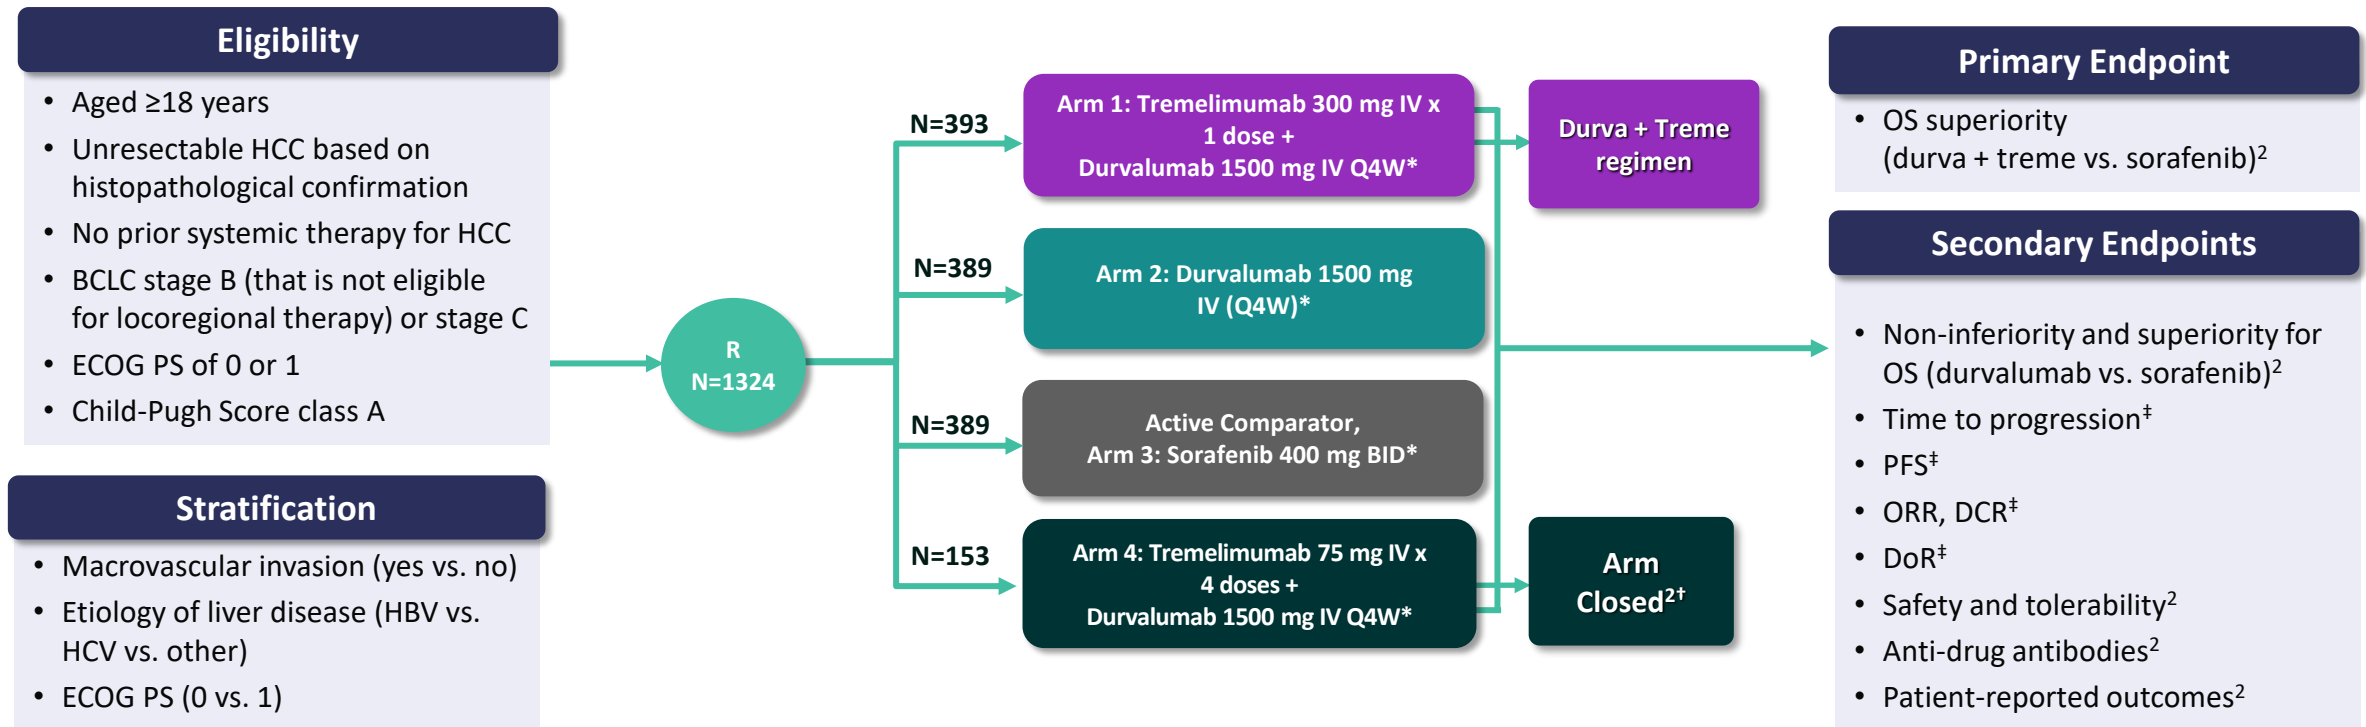 Eligibility
• Aged ≥18 years
• Unresectable HCC based on
histopathological confirmation
• No prior systemic therapy for HCC
• BCLC stage B (that is not eligible
for locoregional therapy) or stage C
• ECOG PS of 0 or 1
• Child-Pugh Score class A
Stratification
• Macrovascular invasion (yes vs. no)
• Etiology of liver disease (HBV vs.
HCV vs. other)
• ECOG PS (0 vs. 1)
R
N=1324
N=393
Arm 1: Tremelimumab 300 mg IV x
1 dose +
Durvalumab 1500 mg IV Q4W*
Durva + Treme
regimen
N=389
Arm 2: Durvalumab 1500 mg
IV (Q4W)*
N=389
Active Comparator,
Arm 3: Sorafenib 400 mg BID*
N=153
Arm 4: Tremelimumab 75 mg IV x
4 doses +
Durvalumab 1500 mg IV Q4W*
Arm
Closed²†
Primary Endpoint
• OS superiority
(durva + treme vs. sorafenib)²
Secondary Endpoints
• Non-inferiority and superiority for
OS (durvalumab vs. sorafenib)²
• Time to progression‡
• PFS‡
• ORR, DCR‡
• DoR‡
• Safety and tolerability²
• Anti-drug antibodies²
• Patient-reported outcomes²